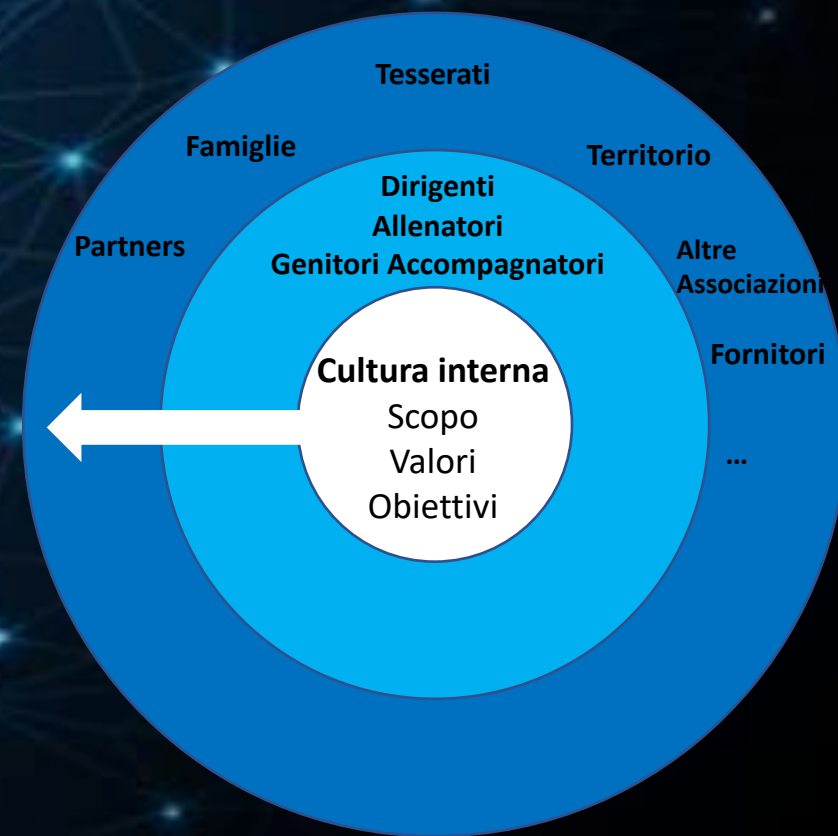 Tesserati
Famiglie
Territorio
Partners
Altre
Associazioni
Fornitori
...
Dirigenti
Allenatori
Genitori Accompagnatori
Cultura interna
Scopo
Valori
Obiettivi